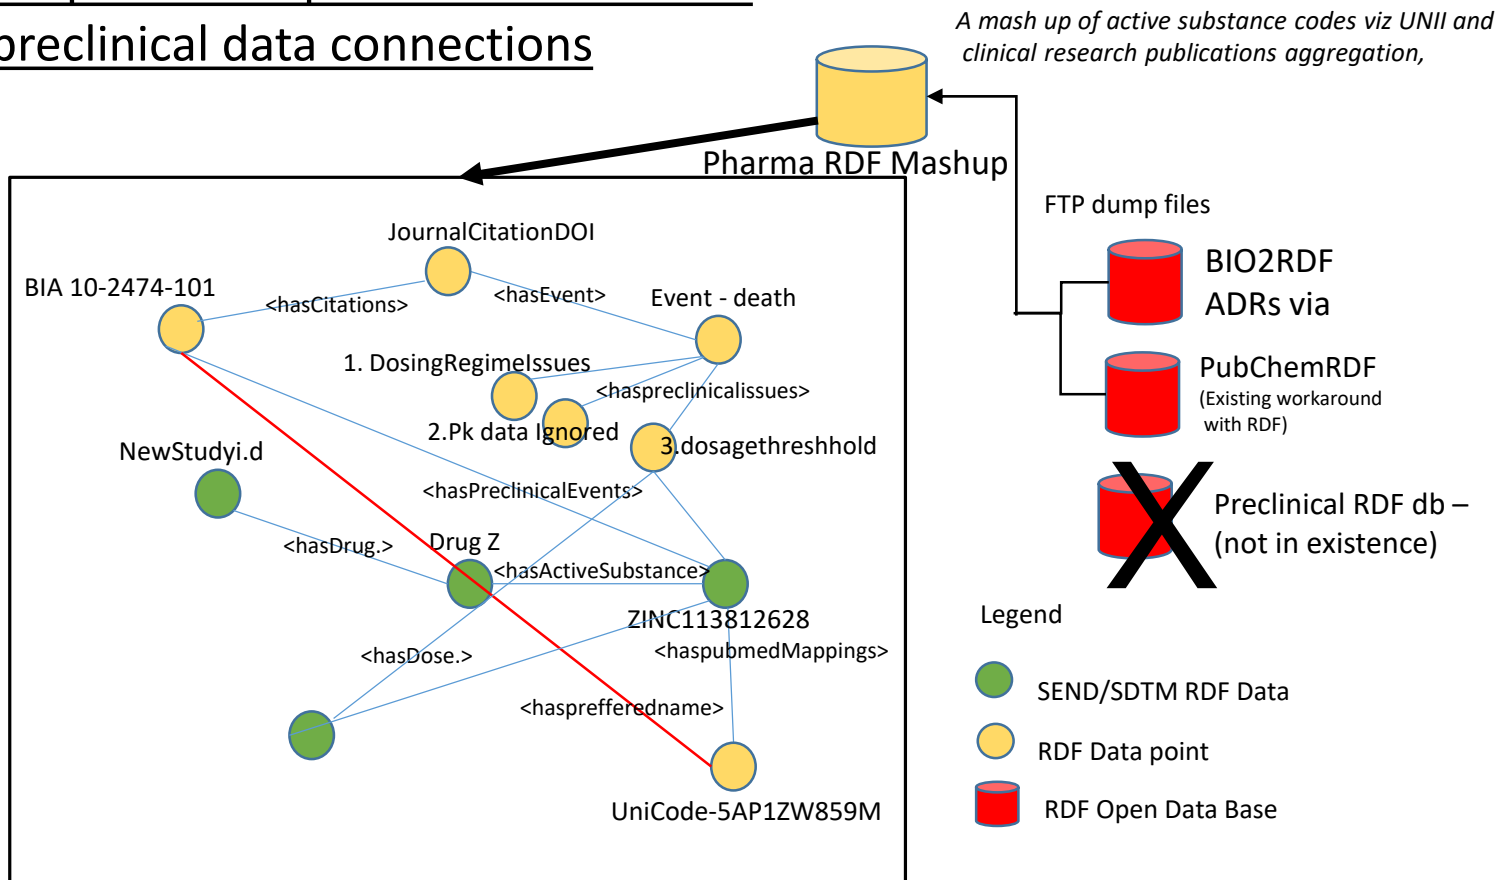 preclinical data connections
A mash up of active substance codes viz UNII and
clinical research publications aggregation,
Pharma RDF Mashup
FTP dump files
BIO2RDF
ADRs via
PubChemRDF
(Existing workaround
with RDF)
Preclinical RDF db –
(not in existence)
JournalCitationDOI
BIA 10-2474-101
<hasCitations>
<hasEvent>
Event - death
1. DosingRegimeIssues
<haspreclinicalissues>
2.Pk data Ignored
3.dosagethreshhold
NewStudyi.d
<hasPreclinicalEvents>
<hasDrug.>
Drug Z
<hasActiveSubstance>
ZINC113812628
<hasDose.>
<haspubmedMappings>
<hasprefferedname>
UniCode-5AP1ZW859M
Legend
SEND/SDTM RDF Data
RDF Data point
RDF Open Data Base